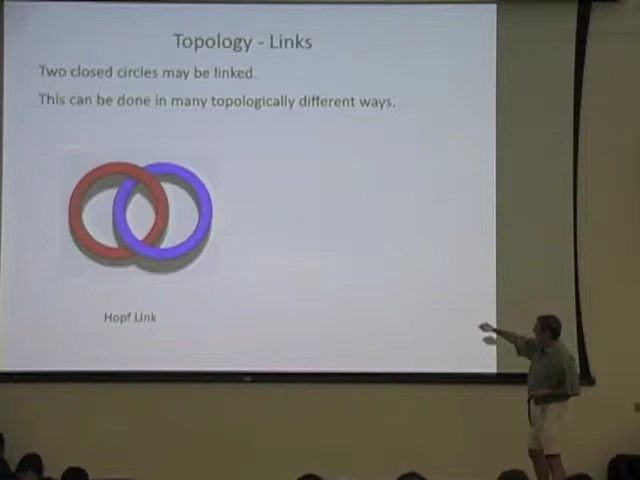 Topology - Links
Two closed circles may be linked.
This can be done in many topologically different ways.
Hopf Link